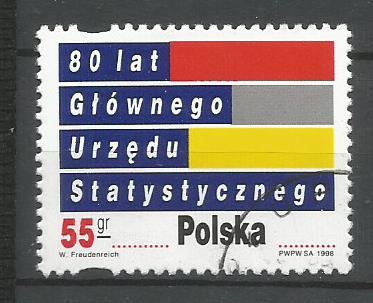 80 lat
Głównego
Urzędu
Statystycznego
55 gr Polska
W. Freudenreich PWPW SA 1998